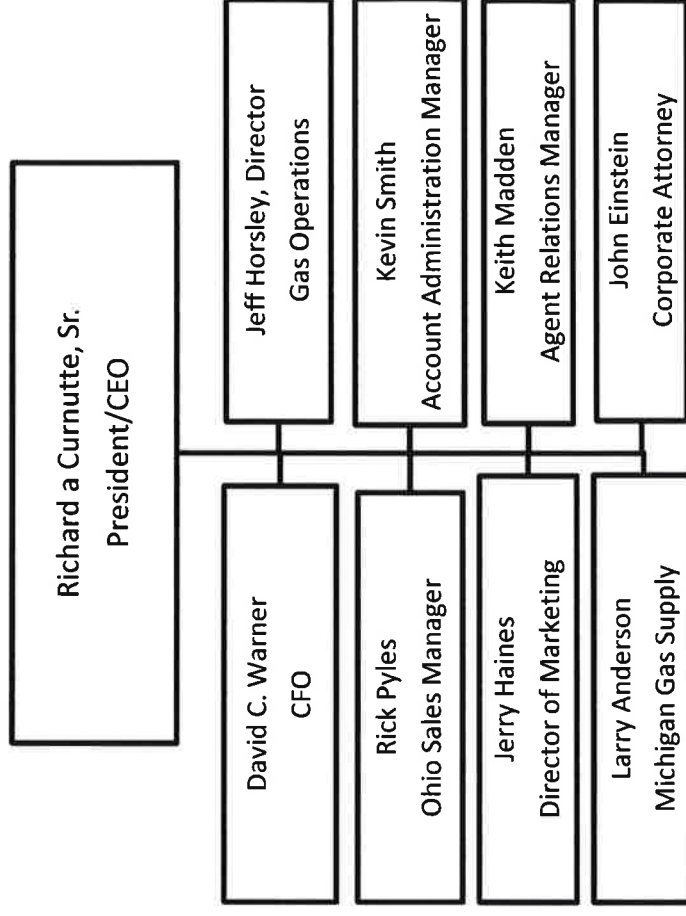 Richard a Curnutte, Sr.
President/CEO
David C. Warner
CFO
Jeff Horsley, Director
Gas Operations
Rick Pyles
Ohio Sales Manager
Kevin Smith
Account Administration Manager
Jerry Haines
Director of Marketing
Keith Madden
Agent Relations Manager
Larry Anderson
Michigan Gas Supply
John Einstein
Corporate Attorney